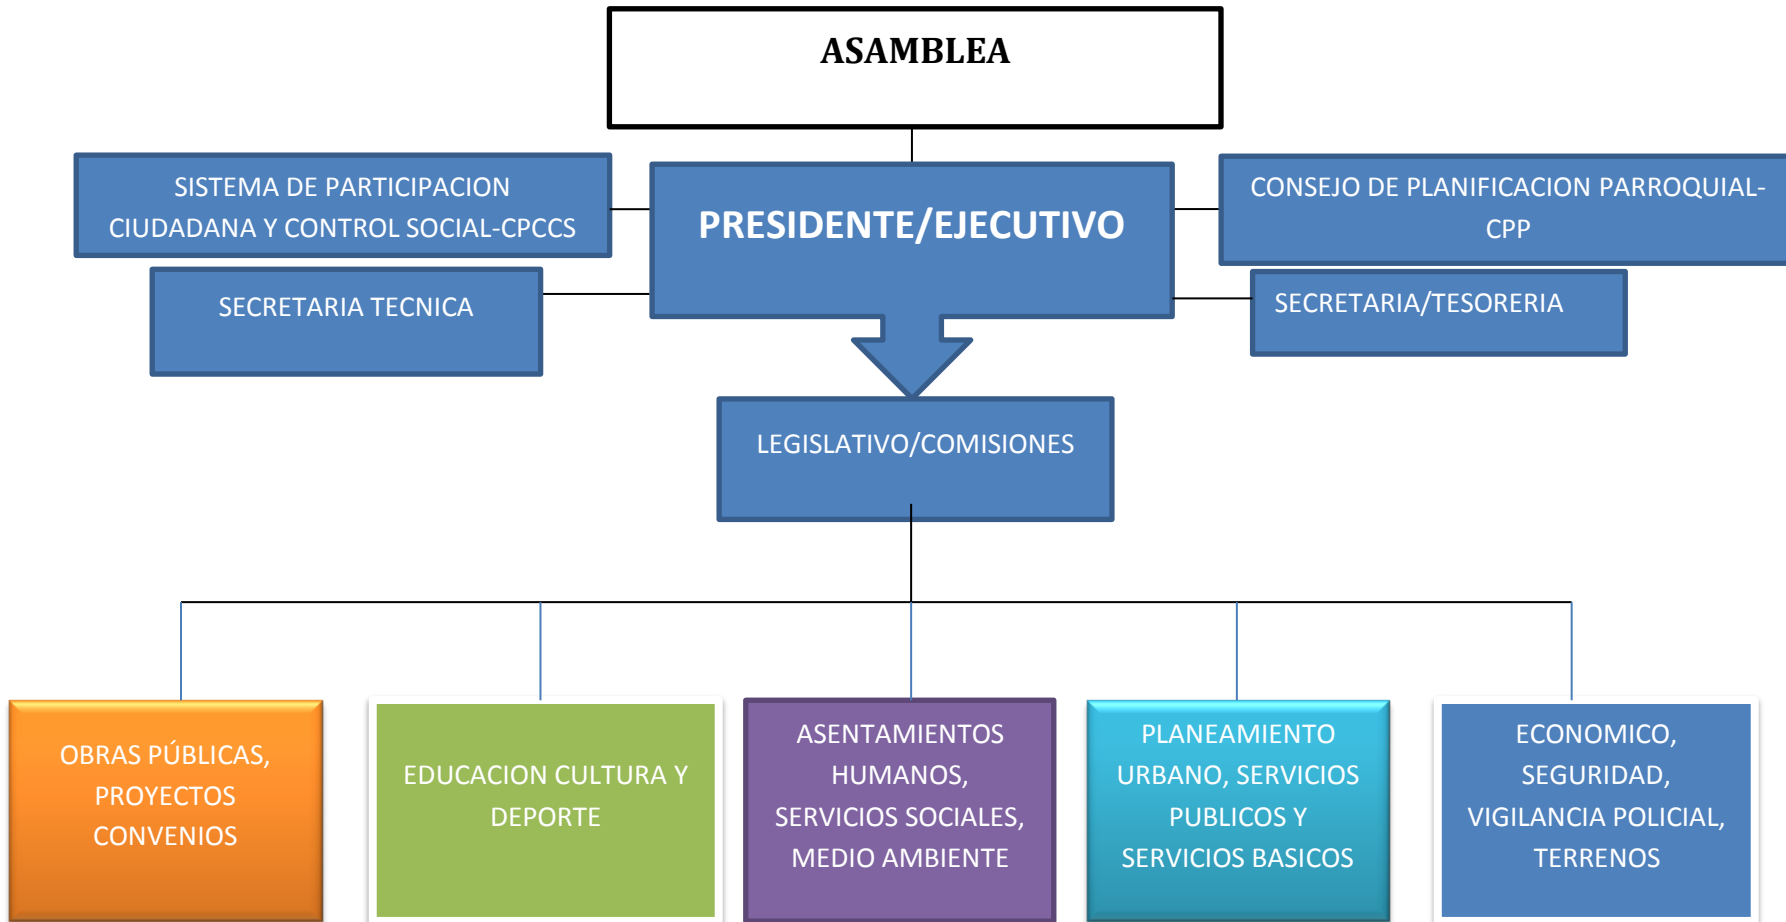 ASAMBLEA
SISTEMA DE PARTICIPACION
CIUDADANA Y CONTROL SOCIAL-CPCCS
PRESIDENTE/EJECUTIVO
CONSEJO DE PLANIFICACION PARROQUIAL-
CPP
SECRETARIA TECNICA
SECRETARIA/TESORERIA
LEGISLATIVO/COMISIONES
OBRAS PÚBLICAS,
PROYECTOS
CONVENIOS
EDUCACION CULTURA Y
DEPORTE
ASENTAMIENTOS
HUMANOS,
SERVICIOS SOCIALES,
MEDIO AMBIENTE
PLANEAMIENTO
URBANO, SERVICIOS
PUBLICOS Y
SERVICIOS BASICOS
ECONOMICO,
SEGURIDAD,
VIGILANCIA POLICIAL,
TERRENOS